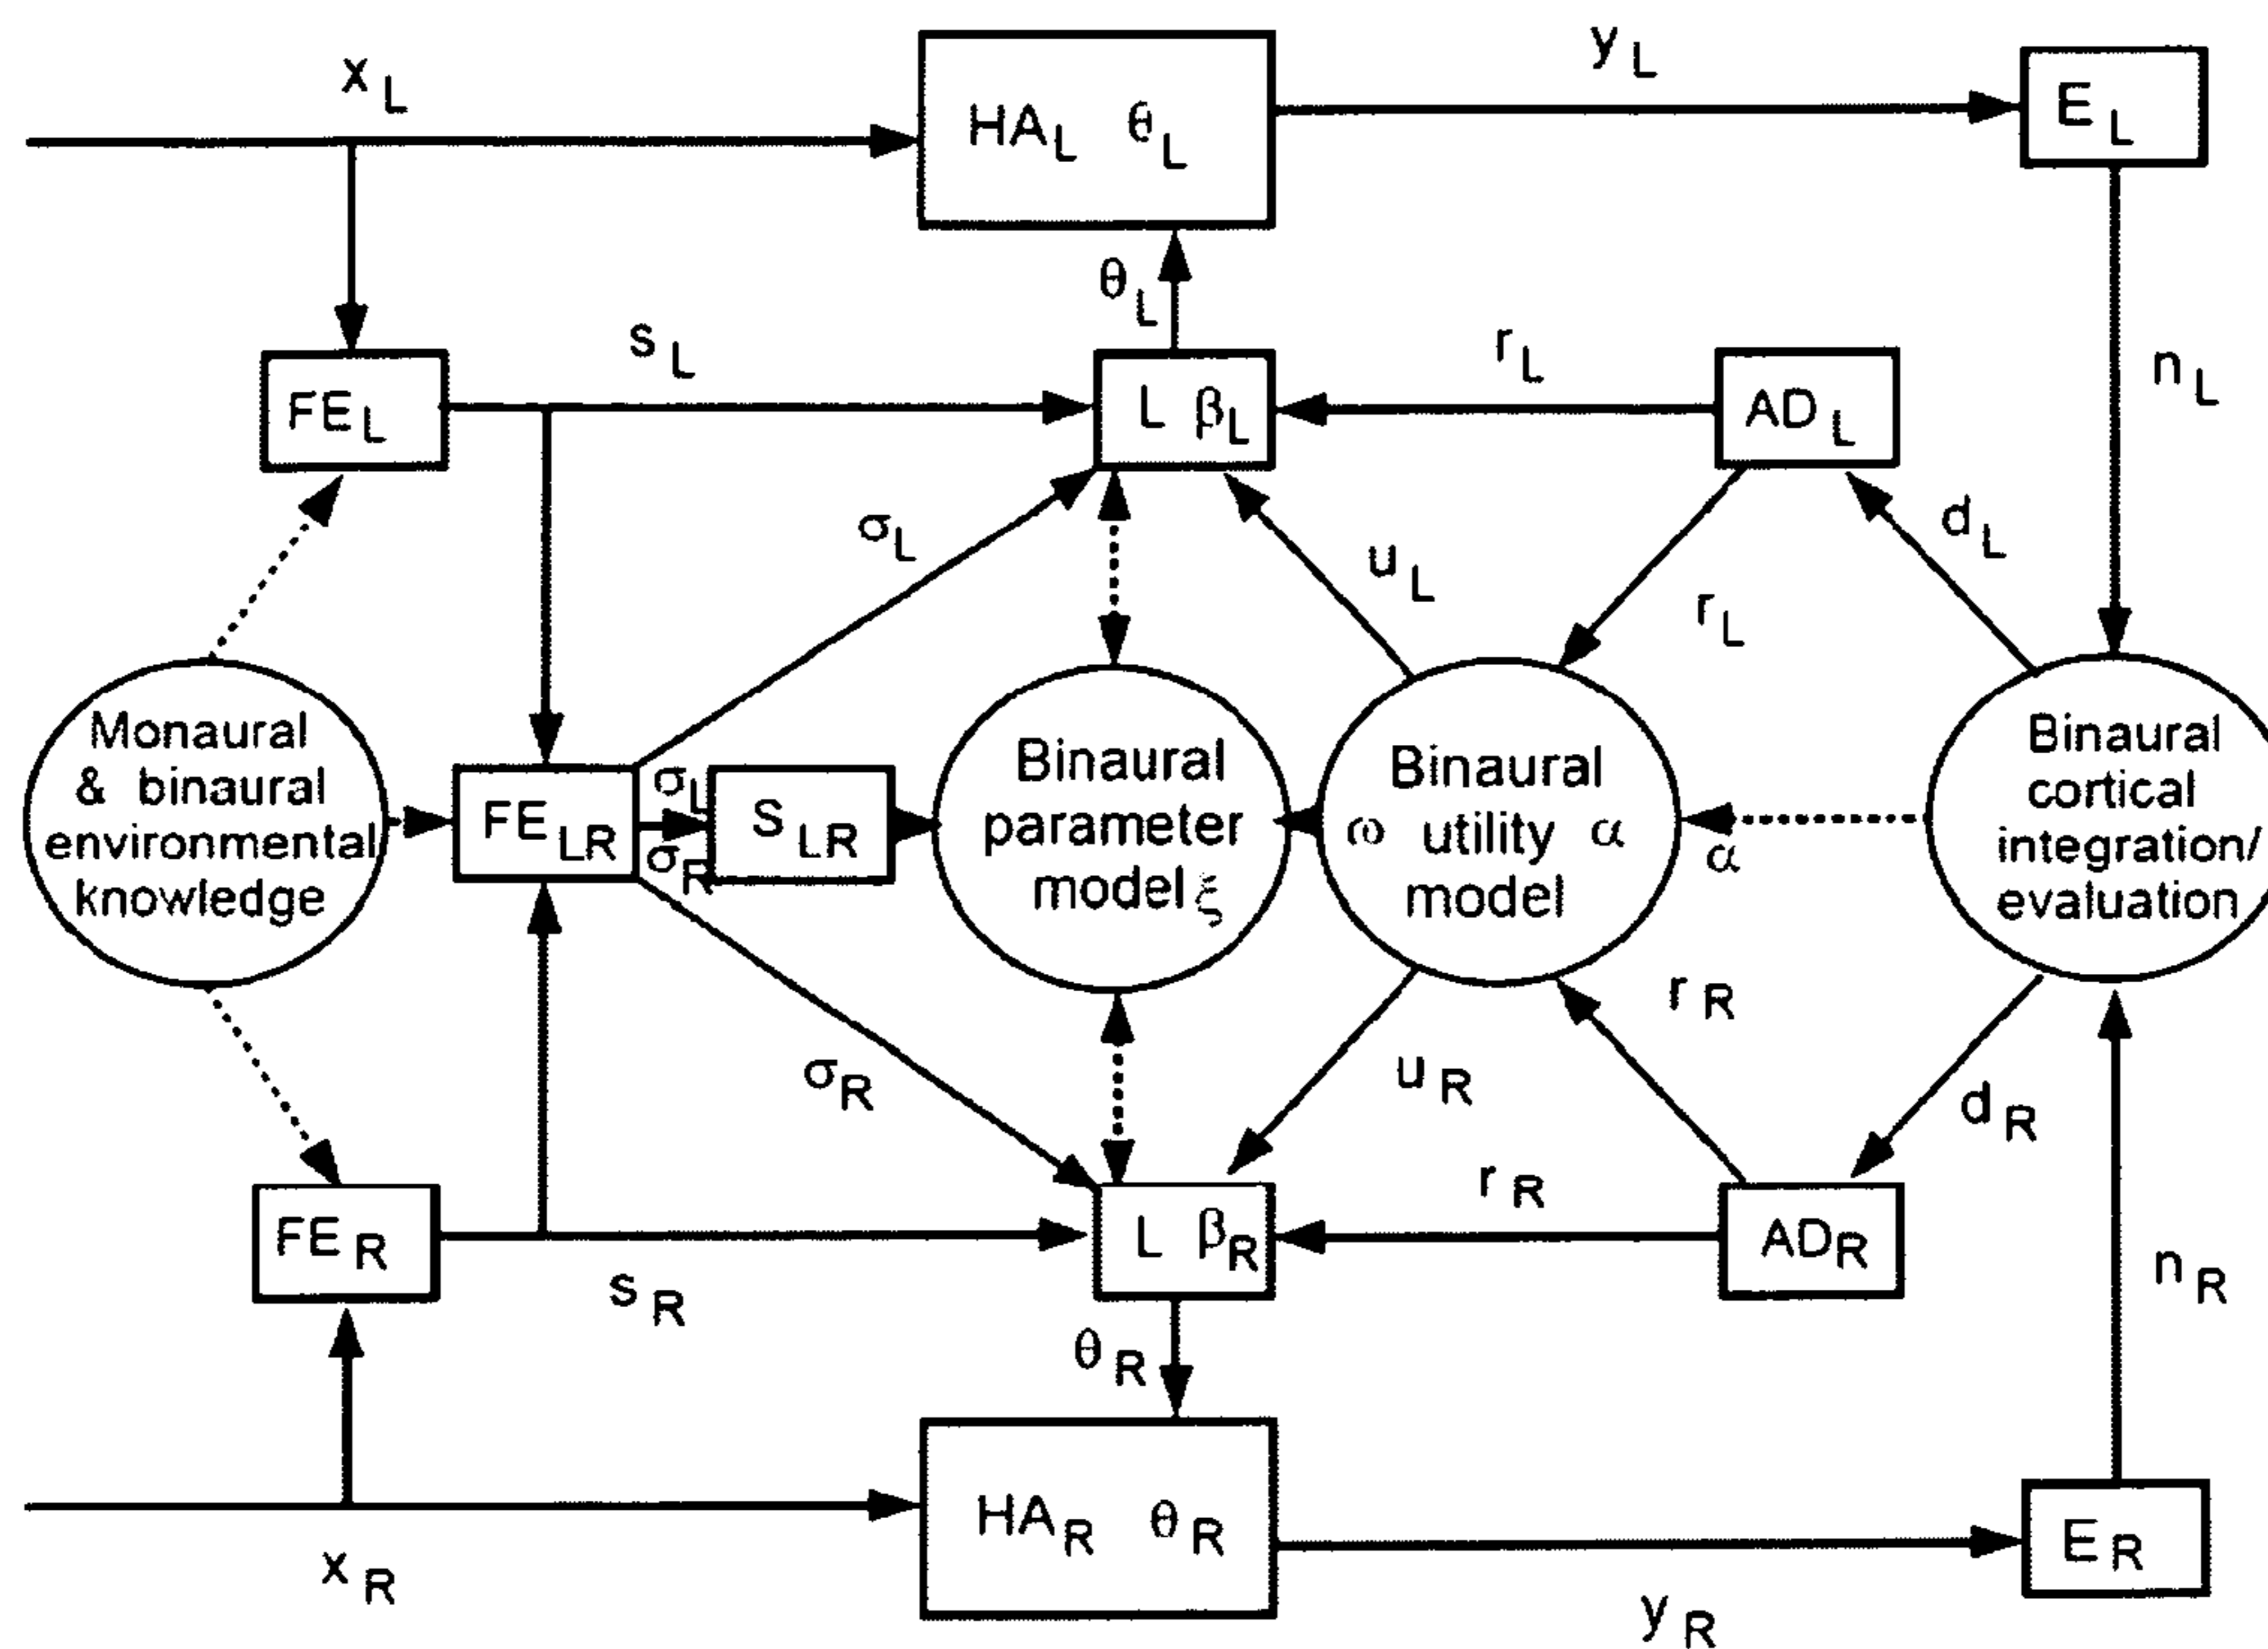 x L
y L
HA L θ L
E L
θ L
s L
r L
n L
FE L
L β L
AD L
σ L
u L
d L
r L
Monaural
& binaural
environmental
knowledge
FE LR
σ L
σ R
S LR
Binaural
parameter
model ξ
Binaural
ω utility α
model
α
Binaural
cortical
integration/
evaluation
r R
σ R
u R
d R
FE R
s R
L β R
r R
AD R
n R
θ R
HA R θ R
E R
x R
y R